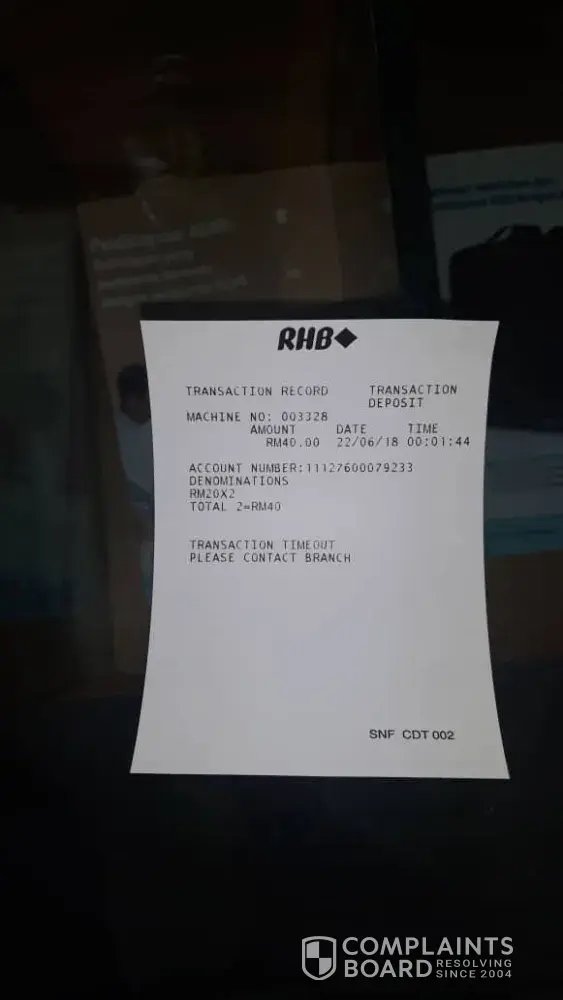 RHB
TRANSACTION RECORD TRANSACTION
DEPOSIT
MACHINE NO: 003328
AMOUNT DATE TIME
RM40.00 22/06/18 00:01:44
ACCOUNT NUMBER:11127600079233
DENOMINATIONS
RM20X2
TOTAL 2=RM40
TRANSACTION TIMEOUT
PLEASE CONTACT BRANCH
SNF CDT 002
COMPLAINTS
BOARD RESOLVING
SINCE 2004